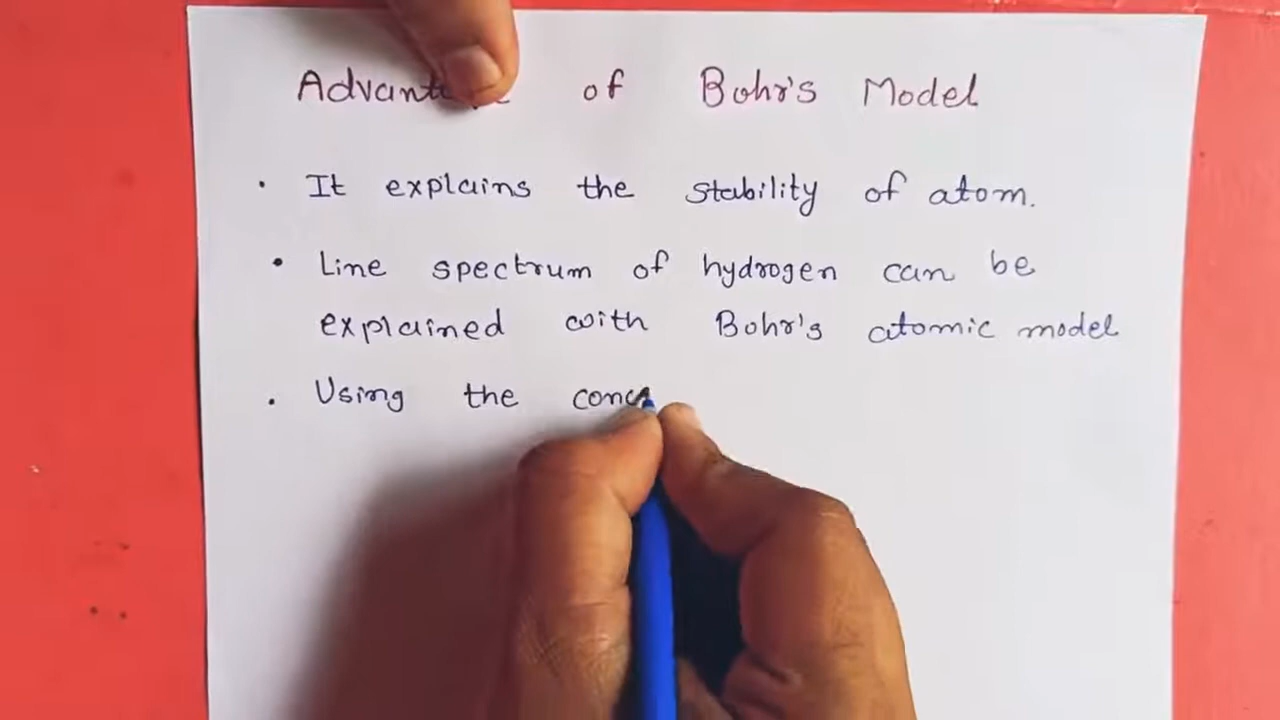 of Bohr's Model
• It explains the stability of atom.
• Line spectrum of hydrogen can be
explained with Bohr's atomic model
. Using the